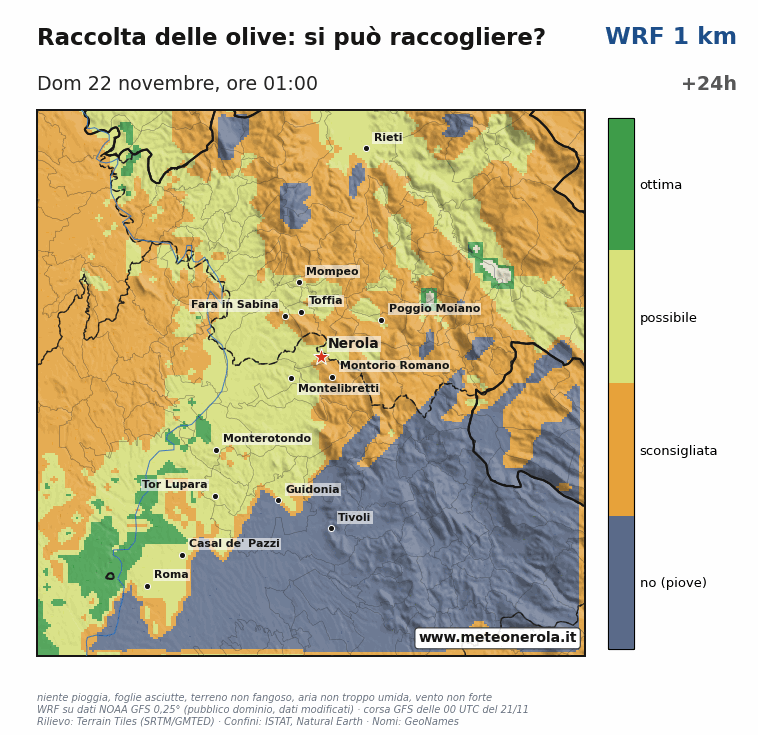 Raccolta delle olive: si può raccogliere?
WRF 1 km
Dom 22 novembre, ore 01:00
+24h
Rieti
Mompeo
Fara in Sabina
Toffia
Poggio Moiano
Nerola
Montorio Romano
Montelibretti
Monterotondo
Tor Lupara
Guidonia
Tivoli
Casal de' Pazzi
Roma
www.meteonerola.it
ottima
possibile
sconsigliata
no (piove)
niente pioggia, foglie asciutte, terreno non fangoso, aria non troppo umida, vento non forte
WRF su dati NOAA GFS 0,25° (pubblico dominio, dati modificati) · corsa GFS delle 00 UTC del 21/11
Rilievo: Terrain Tiles (SRTM/GMTED) · Confini: ISTAT, Natural Earth · Nomi: GeoNames